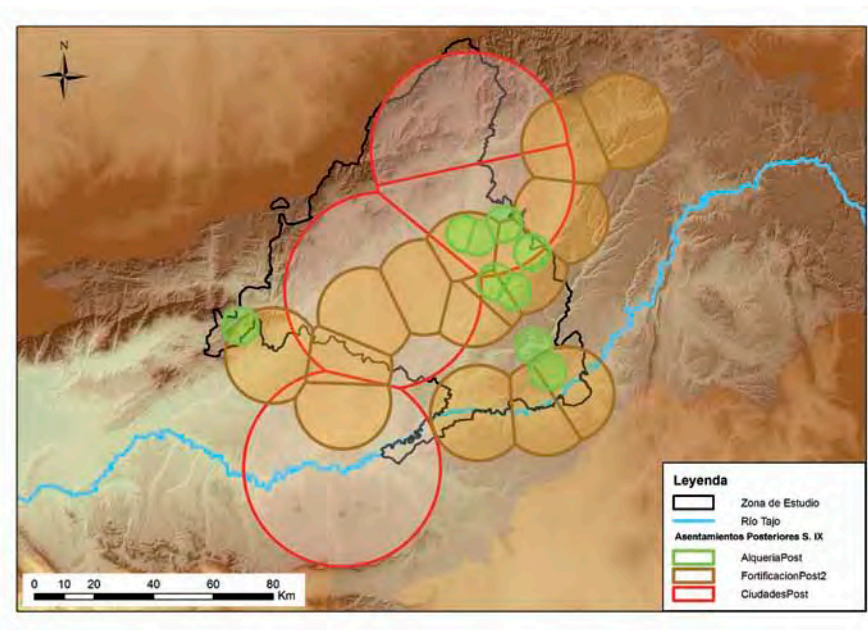 N
Leyenda
Zona de Estudio
Río Tajo
Asentamientos Posteriores S. IX
AlqueriaPost
FortificacionPost2
CiudadesPost
0 10 20 40 60 80
Km